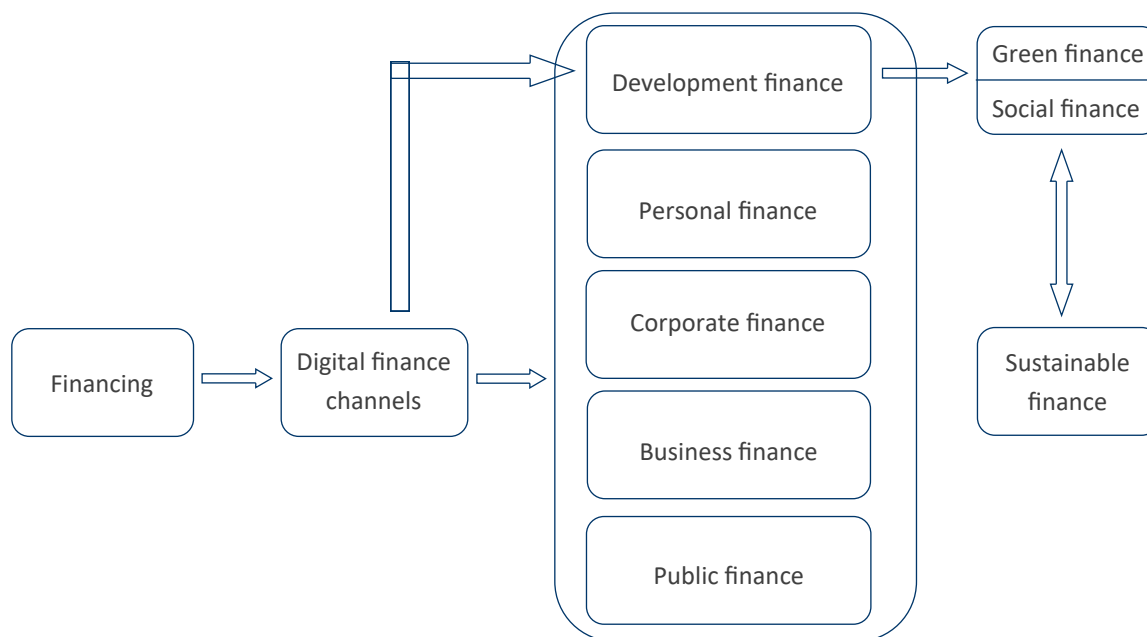 Financing
Digital finance
channels
Development finance
Personal finance
Corporate finance
Business finance
Public finance
Green finance
Social finance
Sustainable
finance